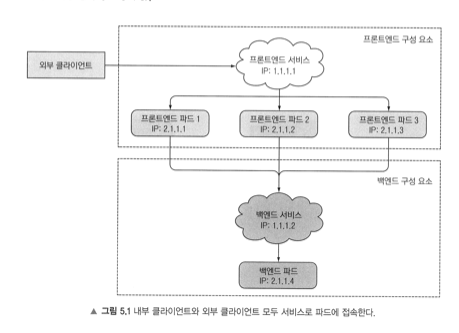 프론트엔드 구성 요소
외부 클라이언트
프론트엔드 서비스
IP: 1.1.1.1
프론트엔드 파드 1
IP: 2.1.1.1
프론트엔드 파드 2
IP: 2.1.1.2
프론트엔드 파드 3
IP: 2.1.1.3
백엔드 구성 요소
백엔드 서비스
IP: 1.1.1.2
백엔드 파드
IP: 2.1.1.4
▲ 그림 5.1 내부 클라이언트와 외부 클라이언트 모두 서비스로 파드에 접속한다.